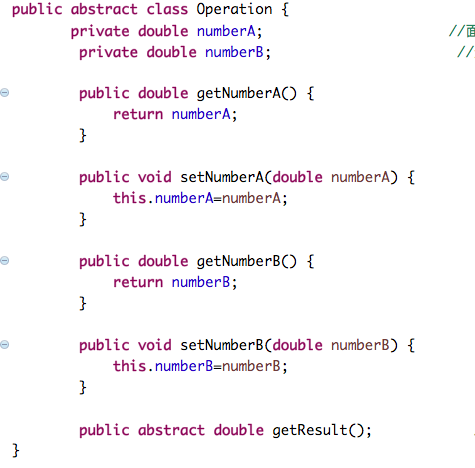 public abstract class Operation {
private double numberA; //面
private double numberB; //
public double getNumberA() {
return numberA;
}
public void setNumberA(double numberA) {
this.numberA=numberA;
}
public double getNumberB() {
return numberB;
}
public void setNumberB(double numberB) {
this.numberB=numberB;
}
public abstract double getResult();
}